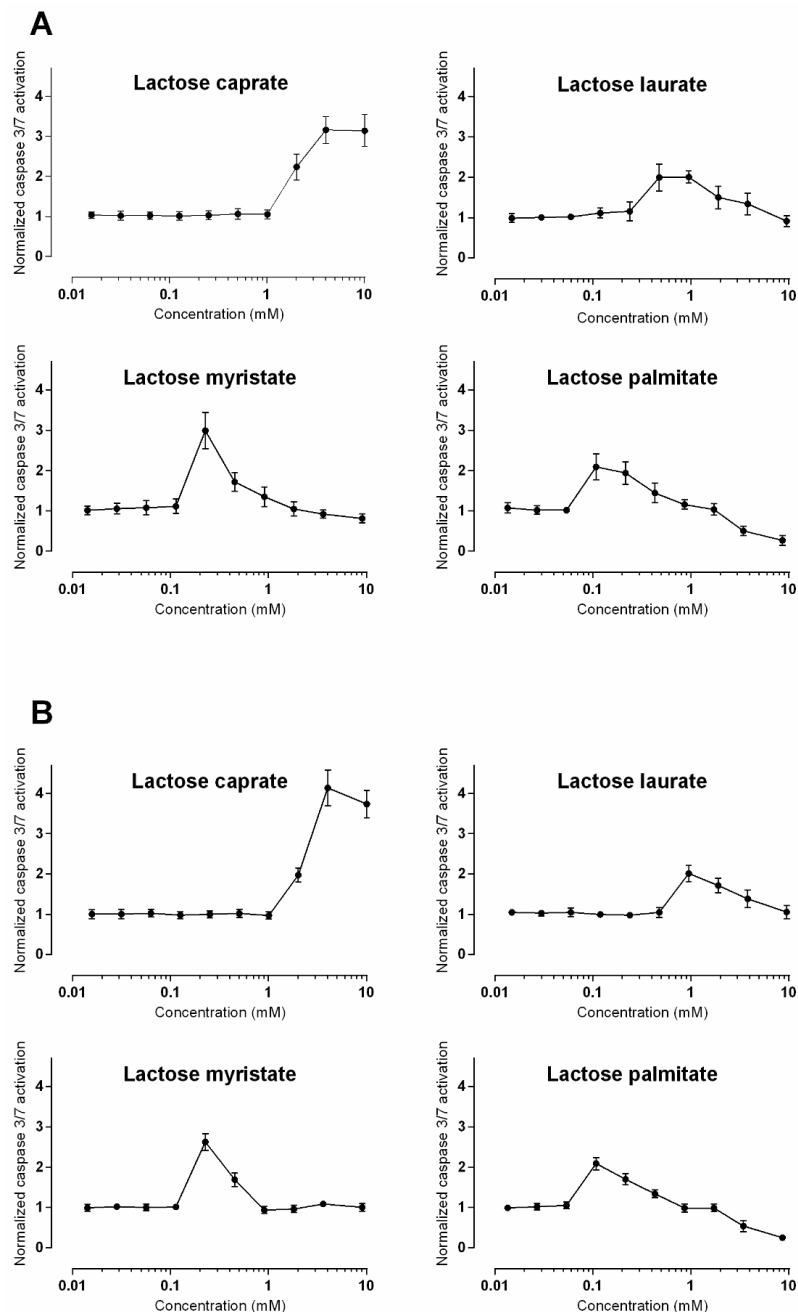 A
Lactose caprate
Normalized caspase 3/7 activation
4
3
2
1
0
0.01 0.1 1 10
Concentration (mM)
Lactose laurate
Normalized caspase 3/7 activation
4
3
2
1
0
0.01 0.1 1 10
Concentration (mM)
Lactose myristate
Normalized caspase 3/7 activation
4
3
2
1
0
0.01 0.1 1 10
Concentration (mM)
Lactose palmitate
Normalized caspase 3/7 activation
4
3
2
1
0
0.01 0.1 1 10
Concentration (mM)
B
Lactose caprate
Normalized caspase 3/7 activation
4
3
2
1
0
0.01 0.1 1 10
Concentration (mM)
Lactose laurate
Normalized caspase 3/7 activation
4
3
2
1
0
0.01 0.1 1 10
Concentration (mM)
Lactose myristate
Normalized caspase 3/7 activation
4
3
2
1
0
0.01 0.1 1 10
Concentration (mM)
Lactose palmitate
Normalized caspase 3/7 activation
4
3
2
1
0
0.01 0.1 1 10
Concentration (mM)